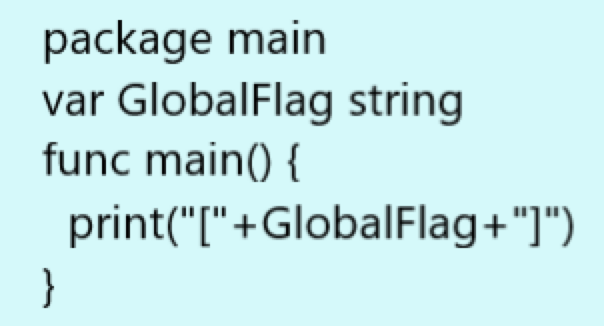 package main
var GlobalFlag string
func main() {
print("["+GlobalFlag+"]")
}